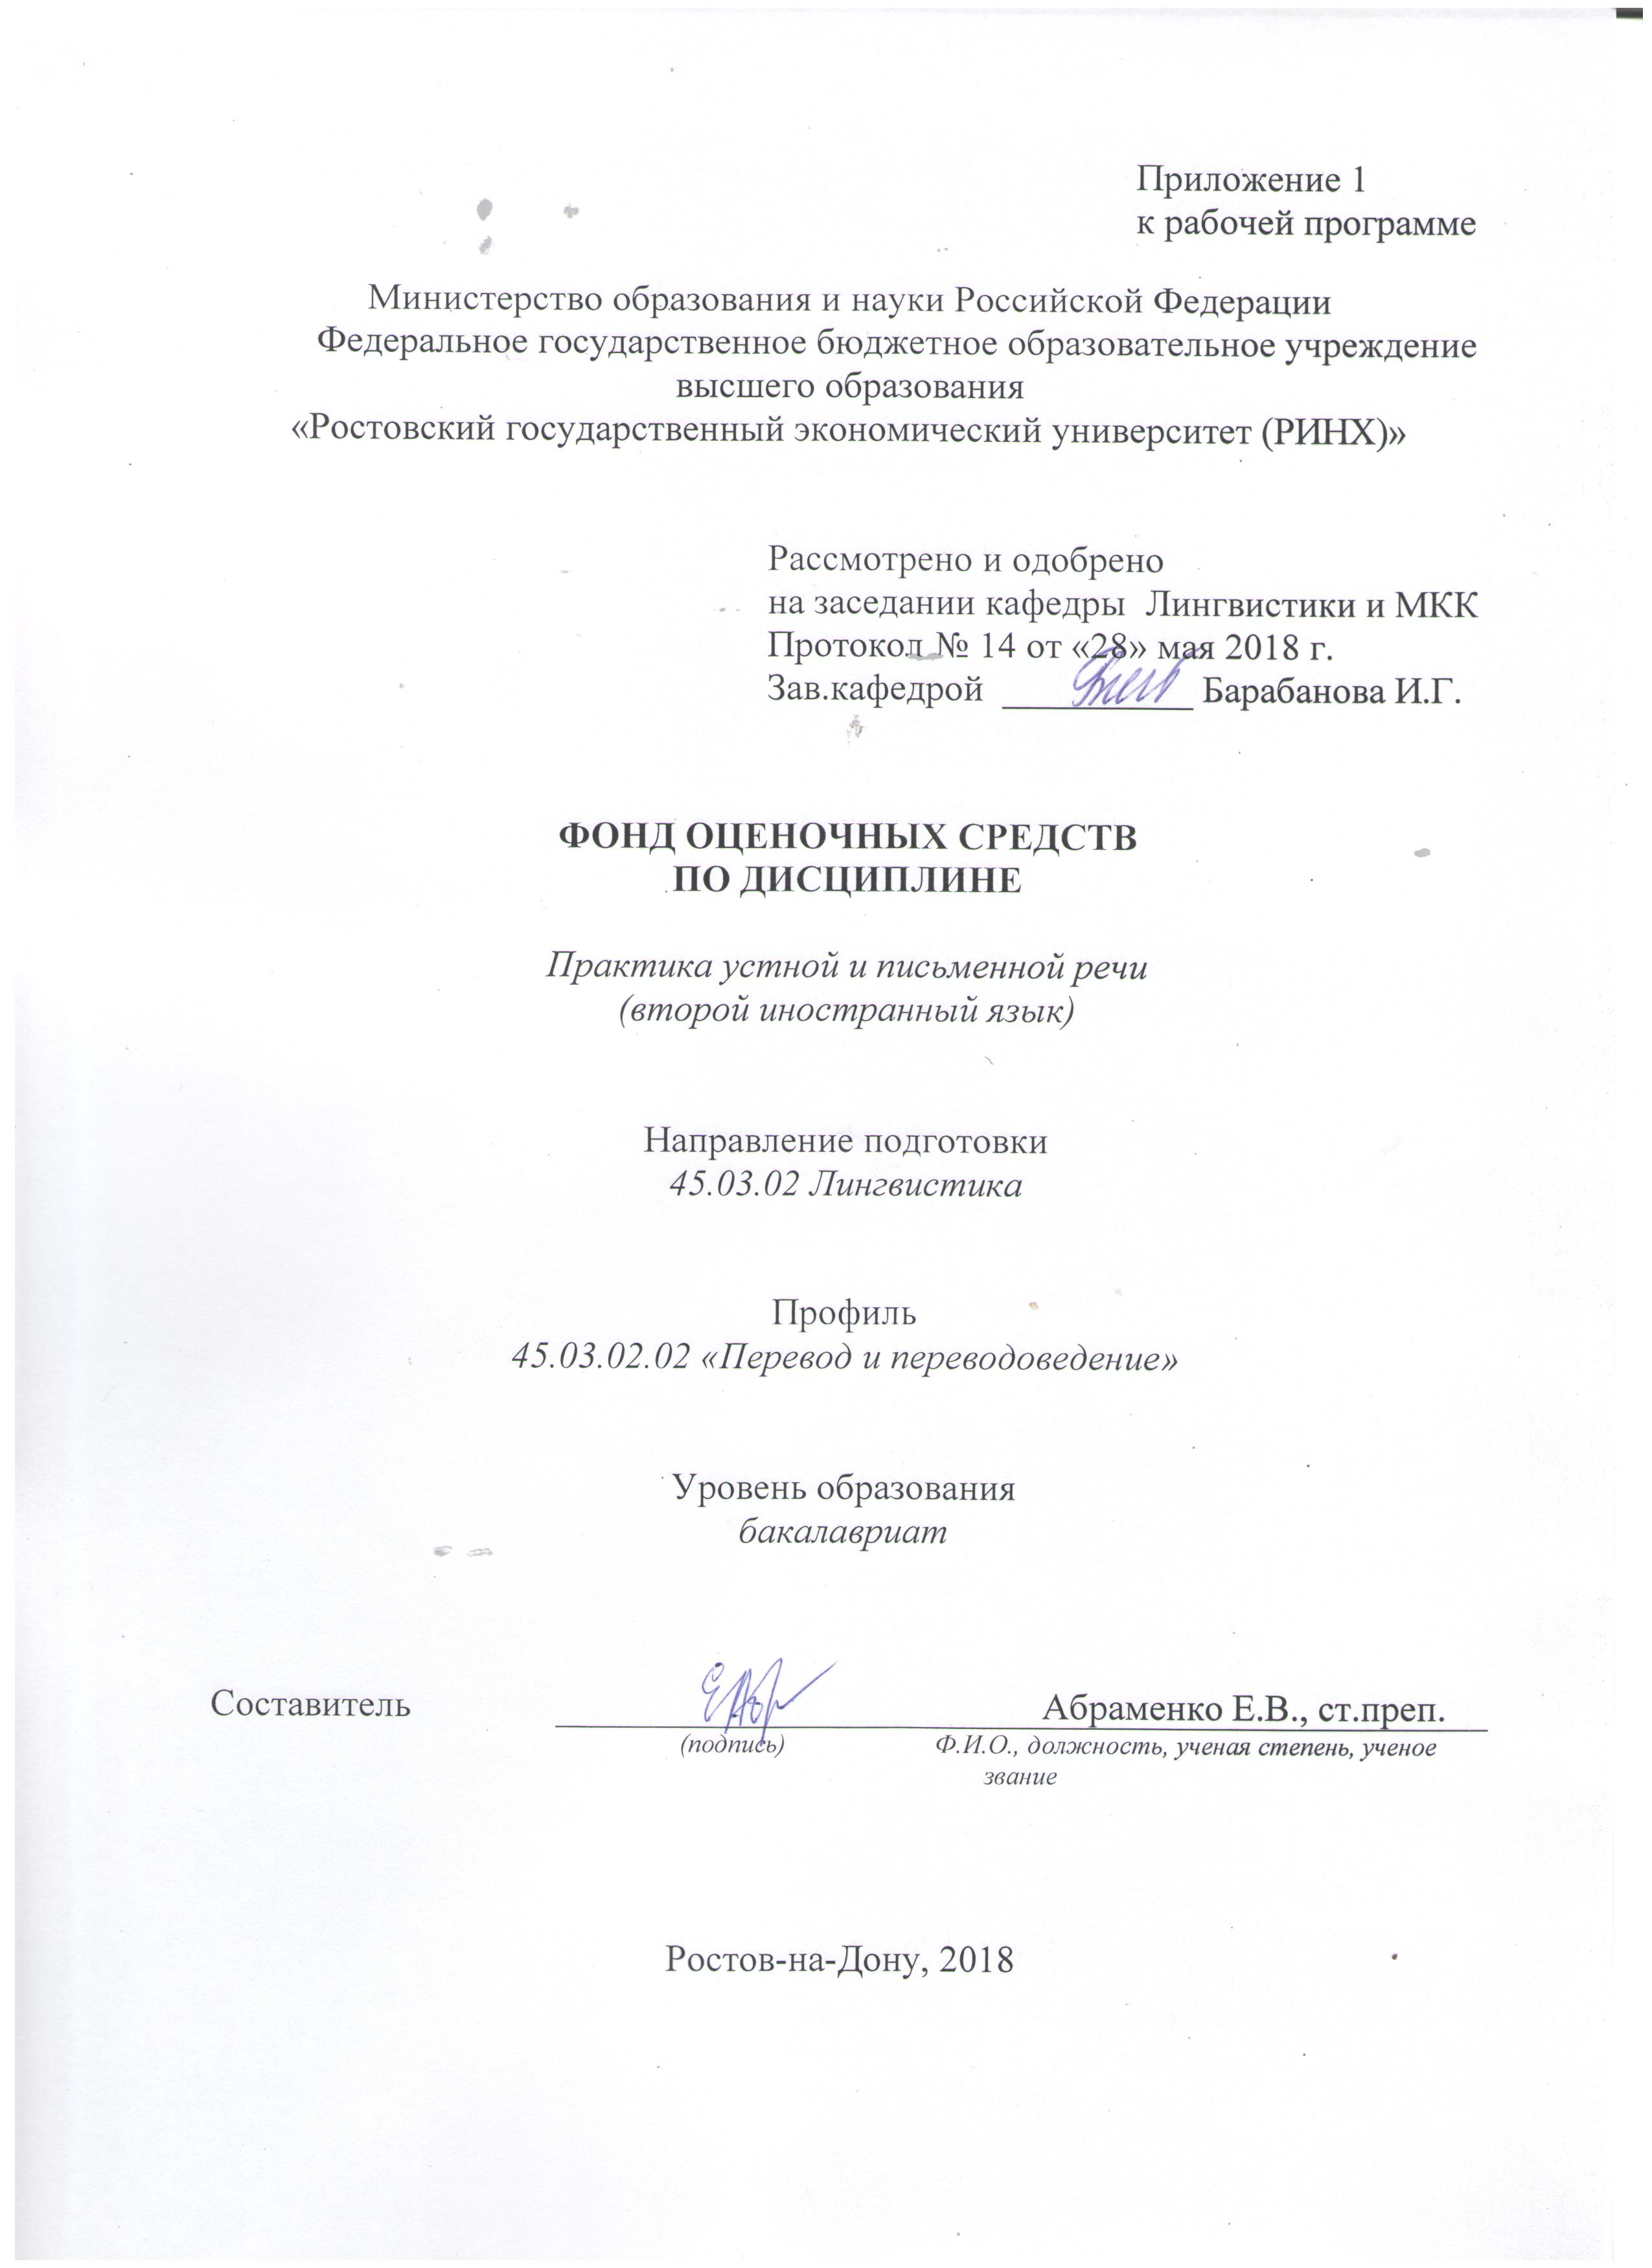 Приложение 1
к рабочей программе
Министерство образования и науки Российской Федерации
Федеральное государственное бюджетное образовательное учреждение
высшего образования
«Ростовский государственный экономический университет (РИНХ)»
Рассмотрено и одобрено
на заседании кафедры Лингвистики и МКК
Протокол № 14 от «28» мая 2018 г.
Зав.кафедрой ___________ Барабанова И.Г.
ФОНД ОЦЕНОЧНЫХ СРЕДСТВ
ПО ДИСЦИПЛИНЕ
Практика устной и письменной речи
(второй иностранный язык)
Направление подготовки
45.03.02 Лингвистика
Профиль
45.03.02.02 «Перевод и переводоведение»
Уровень образования
бакалавриат
Составитель Абраменко Е.В., ст.преп.
(подпись) Ф.И.О., должность, ученая степень, ученое
звание
Ростов-на-Дону, 2018